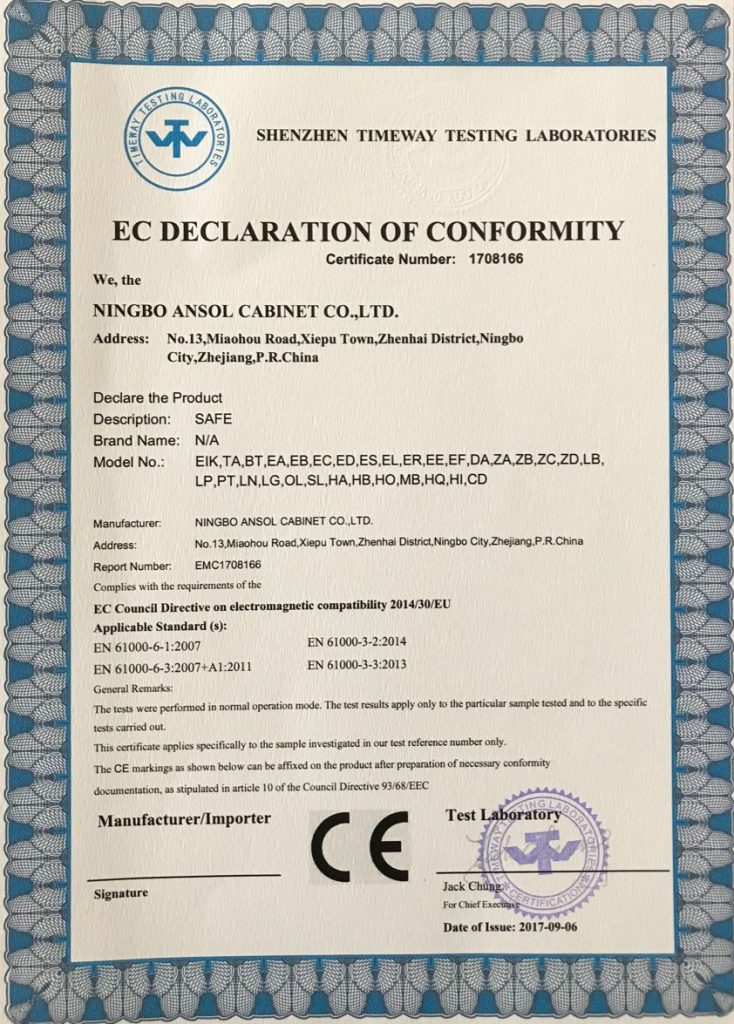 TIMEWAY TESTING LABORATORIES
SHENZHEN TIMEWAY TESTING LABORATORIES
EC DECLARATION OF CONFORMITY
Certificate Number: 1708166
We, the
NINGBO ANSOL CABINET CO.,LTD.
Address: No.13,Miaohou Road,Xiepu Town,Zhenhai District,Ningbo
City,Zhejiang,P.R.China
Declare the Product
Description: SAFE
Brand Name: N/A
Model No.: EIK,TA,BT,EA,EB,EC,ED,ES,EL,ER,EE,EF,DA,ZA,ZB,ZC,ZD,LB,
LP,PT,LN,LG,OL,SL,HA,HB,HO,MB,HQ,HI,CD
Manufacturer: NINGBO ANSOL CABINET CO.,LTD.
Address: No.13,Miaohou Road,Xiepu Town,Zhenhai District,Ningbo City,Zhejiang,P.R.China
Report Number: EMC1708166
Complies with the requirements of the
EC Council Directive on electromagnetic compatibility 2014/30/EU
Applicable Standard (s):
EN 61000-6-1:2007 EN 61000-3-2:2014
EN 61000-6-3:2007+A1:2011 EN 61000-3-3:2013
General Remarks:
The tests were performed in normal operation mode. The test results apply only to the particular sample tested and to the specific
tests carried out.
This certificate applies specifically to the sample investigated in our test reference number only.
The CE markings as shown below can be affixed on the product after preparation of necessary conformity
documentation, as stipulated in article 10 of the Council Directive 93/68/EEC
Manufacturer/Importer
CE
Test Laboratory
TIMEWAY TESTING LABORATORIES
CERTIFICATION
Signature
Jack Chung
For Chief Executive
Date of Issue: 2017-09-06